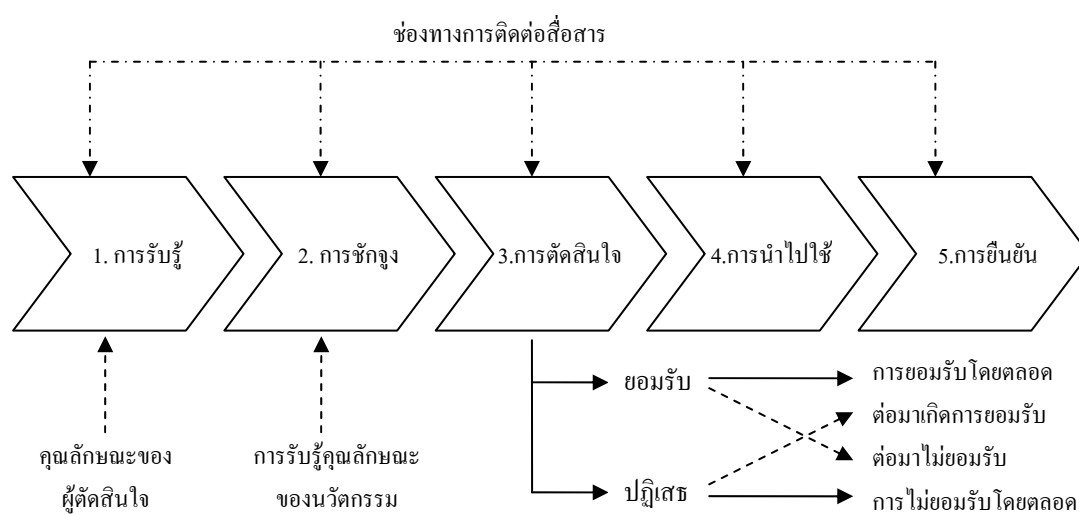 ช่องทางการติดต่อสื่อสาร
1. การรับรู้
2. การชักจูง
3.การตัดสินใจ
4.การนำไปใช้
5.การยืนยัน
คุณลักษณะของ
ผู้ตัดสินใจ
การรับรู้คุณลักษณะ
ของนวัตกรรม
ยอมรับ
ปฏิเสธ
การยอมรับโดยตลอด
ต่อมาเกิดการยอมรับ
ต่อมาไม่ยอมรับ
การไม่ยอมรับโดยตลอด